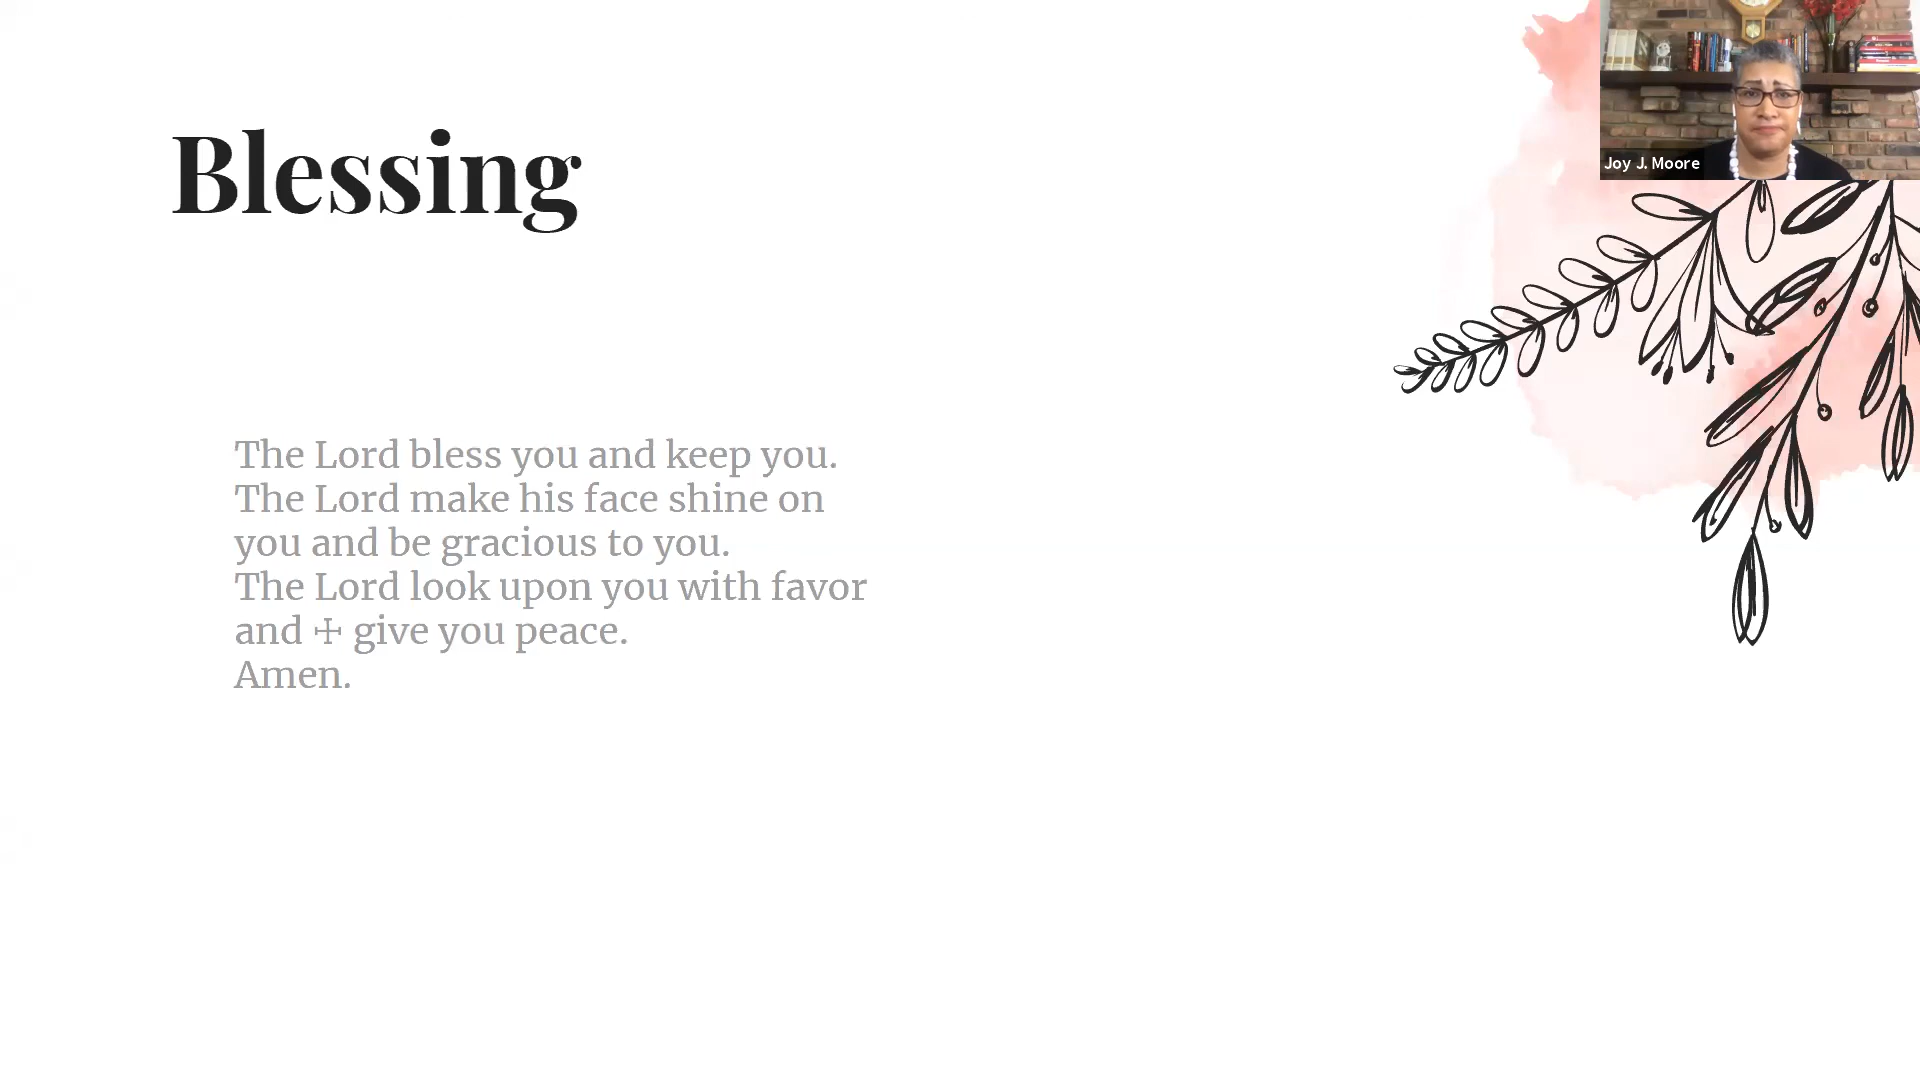 Blessing
Joy J. Moore
The Lord bless you and keep you.
The Lord make his face shine on
you and be gracious to you.
The Lord look upon you with favor
and ☩ give you peace.
Amen.